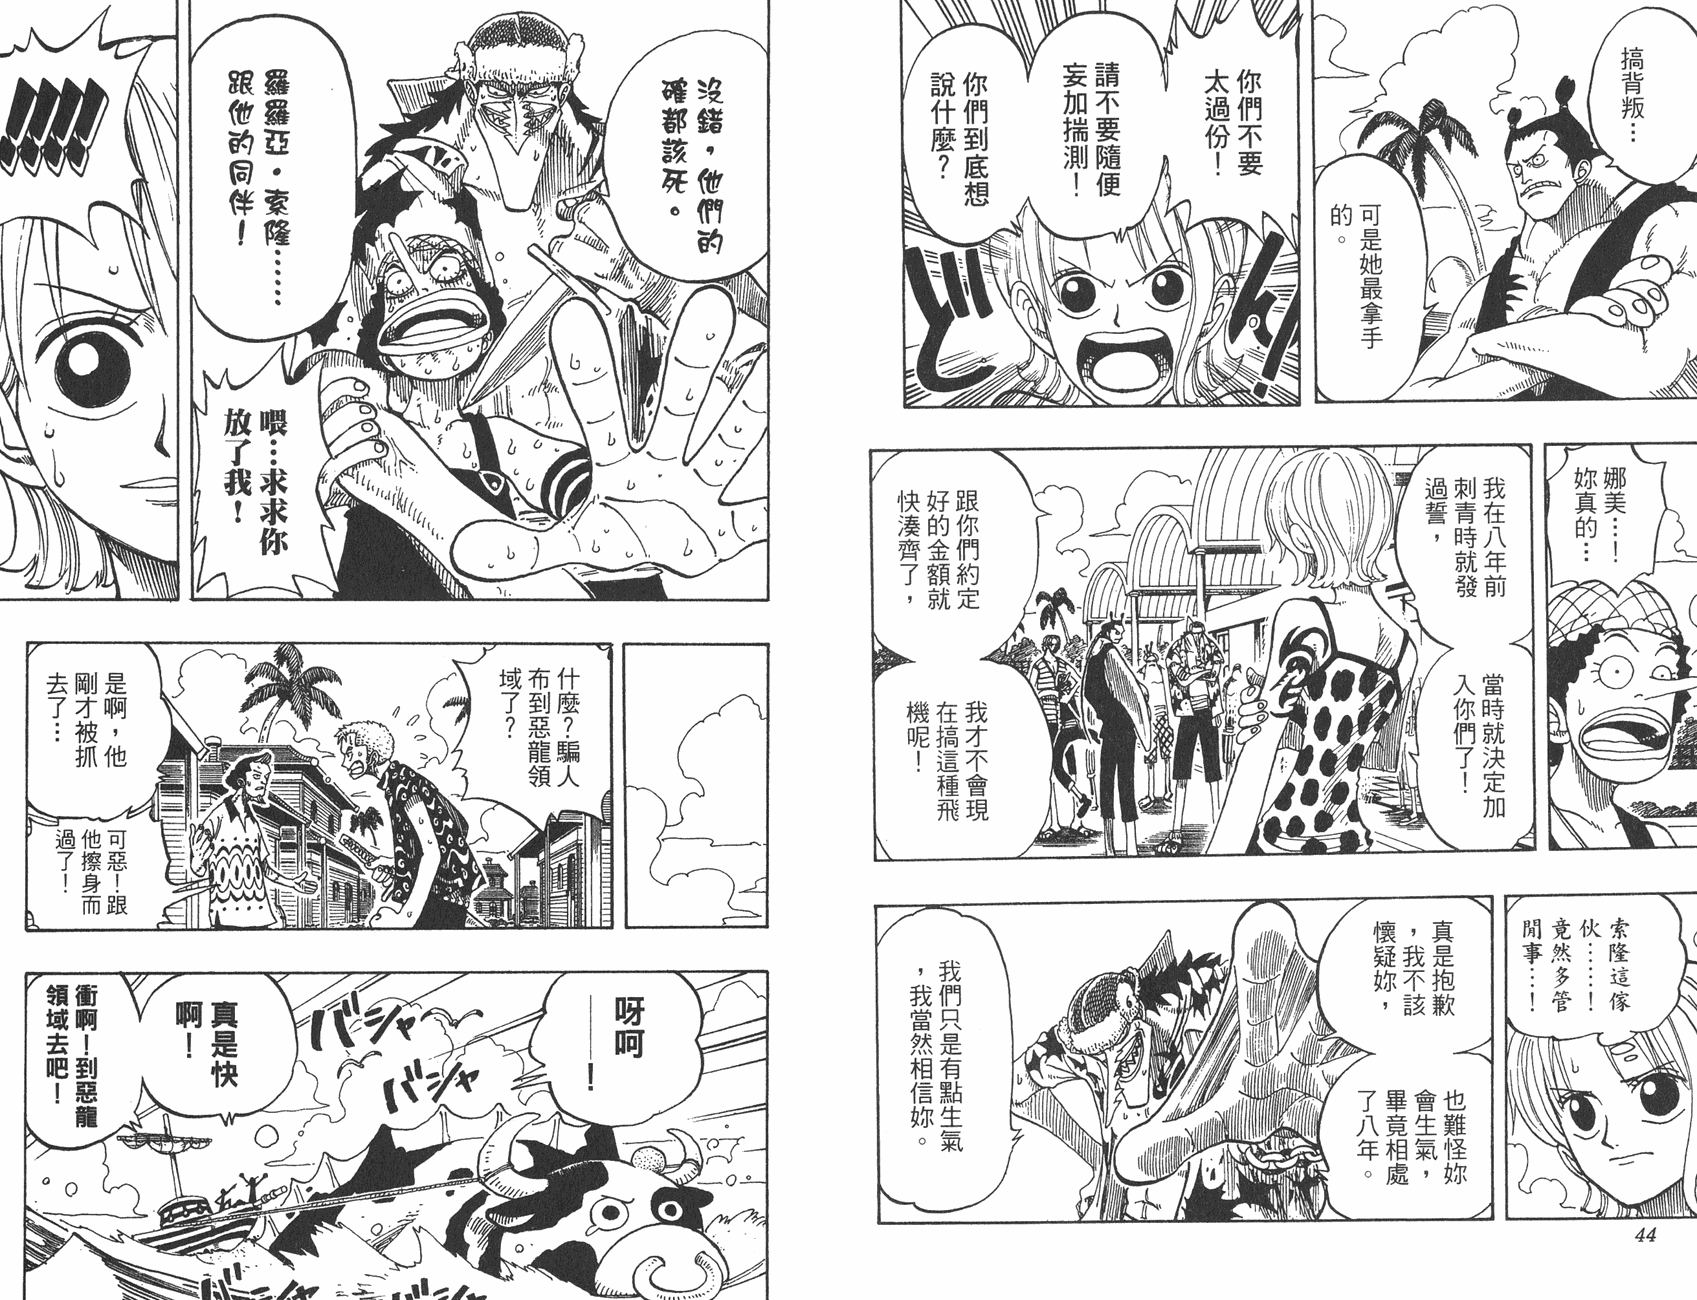 搞背叛…
可是她最拿手
的。
你們不要
太過份！
請不要隨便
妄加揣測！
你們到底想
說什麼？
ドン！
娜美…！
妳真的…
我在八年前
刺青時就發
過誓，
當時就決定加
入你們了！
跟你們約定
好的金額就
快湊齊了，
我才不會現
在搞這種飛
機呢！
索隆這傢
伙……！
竟然多管
閒事…！
真是抱歉
，我不該
懷疑妳，
也難怪妳
會生氣，
畢竟相處
了八年。
我們只是有點生氣
，我當然相信妳。
44
沒錯，他們的
確都該死。
羅羅亞·索隆……
跟他的同伴！
喂…求求你
放了我！
!!!!
什麼？騙人
布到惡龍領
域了？
是啊，他
剛才被抓
去了…
可惡！跟
他擦身而
過了！
呀呵
——！
真是快
啊！
衝啊！到惡龍
領域去吧！
バシャ
バシャ